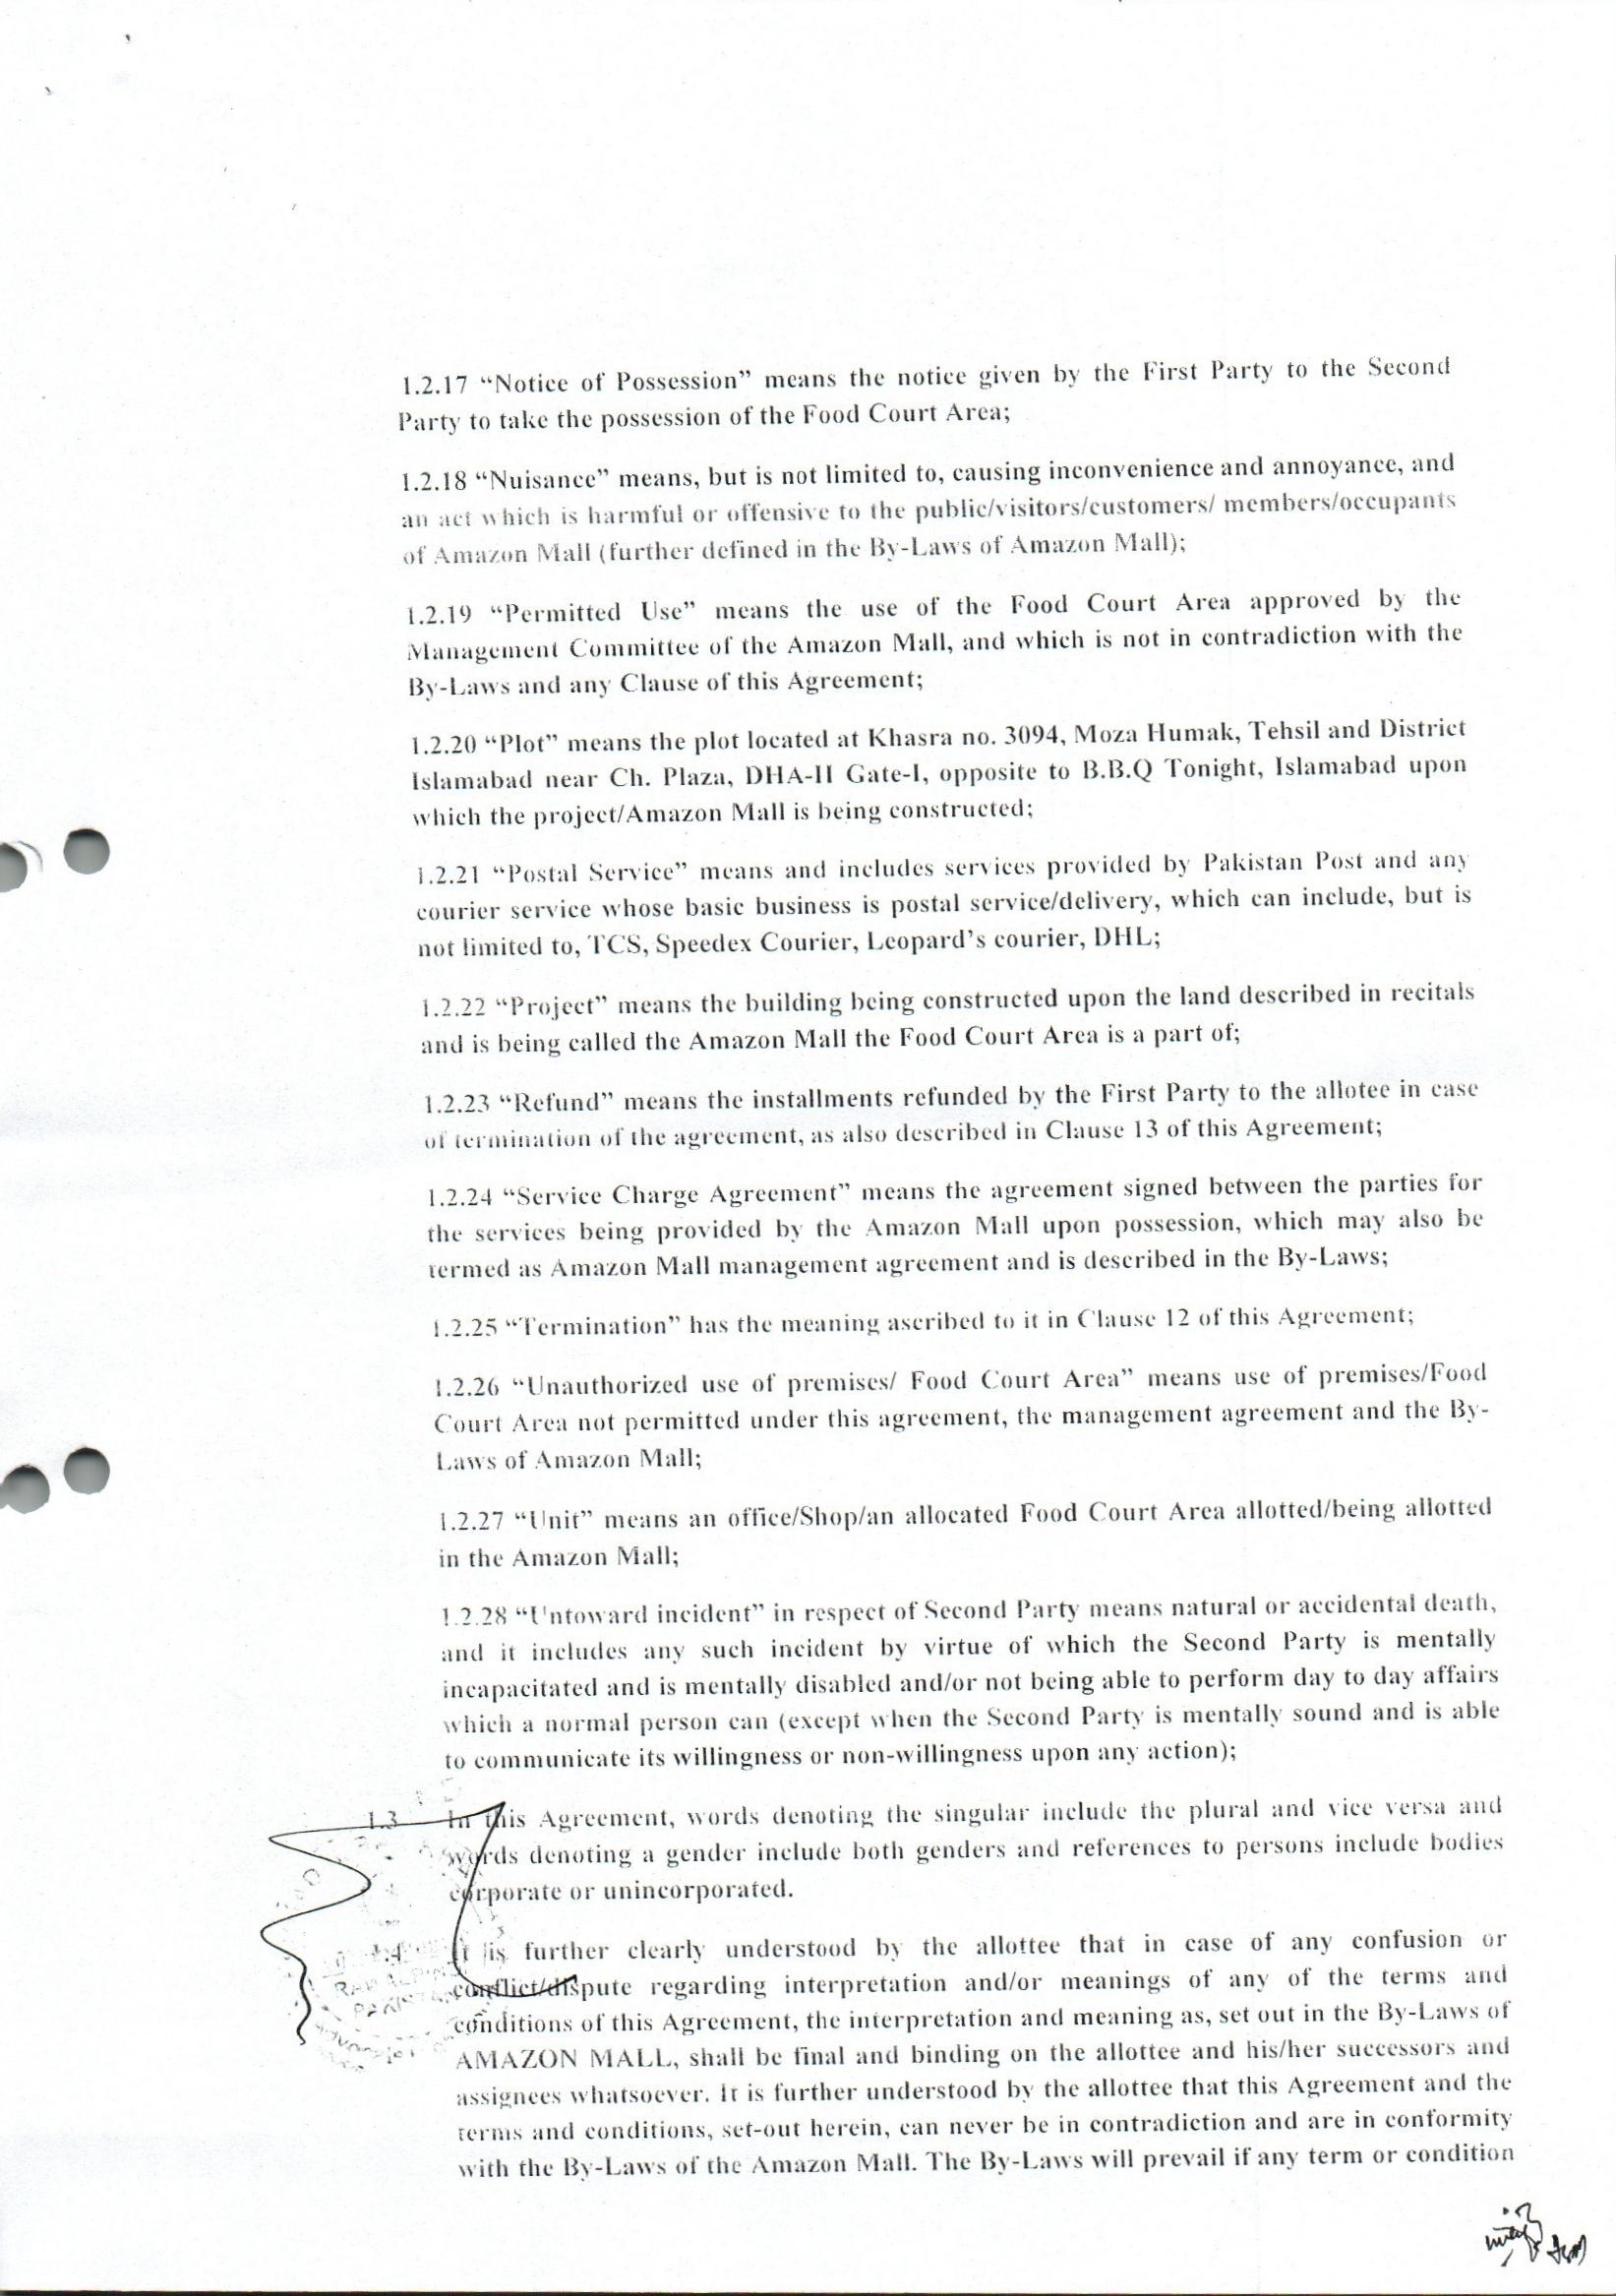 1.2.17 “Notice of Possession” means the notice given by the First Party to the Second
Party to take the possession of the Food Court Area;
1.2.18 “Nuisance” means, but is not limited to, causing inconvenience and annoyance, and
an act which is harmful or offensive to the public/visitors/customers/ members/occupants
of Amazon Mall (further defined in the By-Laws of Amazon Mall);
1.2.19 “Permitted Use” means the use of the Food Court Area approved by the
Management Committee of the Amazon Mall, and which is not in contradiction with the
By-Laws and any Clause of this Agreement;
1.2.20 “Plot” means the plot located at Khasra no. 3094, Moza Humak, Tehsil and District
Islamabad near Ch. Plaza, DHA-II Gate-I, opposite to B.B.Q Tonight, Islamabad upon
which the project/Amazon Mall is being constructed;
1.2.21 “Postal Service” means and includes services provided by Pakistan Post and any
courier service whose basic business is postal service/delivery, which can include, but is
not limited to, TCS, Speedex Courier, Leopard’s courier, DHL;
1.2.22 “Project” means the building being constructed upon the land described in recitals
and is being called the Amazon Mall the Food Court Area is a part of;
1.2.23 “Refund” means the installments refunded by the First Party to the allotee in case
of termination of the agreement, as also described in Clause 13 of this Agreement;
1.2.24 “Service Charge Agreement” means the agreement signed between the parties for
the services being provided by the Amazon Mall upon possession, which may also be
termed as Amazon Mall management agreement and is described in the By-Laws;
1.2.25 “Termination” has the meaning ascribed to it in Clause 12 of this Agreement;
1.2.26 “Unauthorized use of premises/ Food Court Area” means use of premises/Food
Court Area not permitted under this agreement, the management agreement and the By-
Laws of Amazon Mall;
1.2.27 “Unit” means an office/Shop/an allocated Food Court Area allotted/being allotted
in the Amazon Mall;
1.2.28 “Untoward incident” in respect of Second Party means natural or accidental death,
and it includes any such incident by virtue of which the Second Party is mentally
incapacitated and is mentally disabled and/or not being able to perform day to day affairs
which a normal person can (except when the Second Party is mentally sound and is able
to communicate its willingness or non-willingness upon any action);
1.3 In this Agreement, words denoting the singular include the plural and vice versa and
words denoting a gender include both genders and references to persons include bodies
corporate or unincorporated.
1.4 It is further clearly understood by the allottee that in case of any confusion or
conflict/dispute regarding interpretation and/or meanings of any of the terms and
conditions of this Agreement, the interpretation and meaning as, set out in the By-Laws of
AMAZON MALL, shall be final and binding on the allottee and his/her successors and
assignees whatsoever. It is further understood by the allottee that this Agreement and the
terms and conditions, set-out herein, can never be in contradiction and are in conformity
with the By-Laws of the Amazon Mall. The By-Laws will prevail if any term or condition